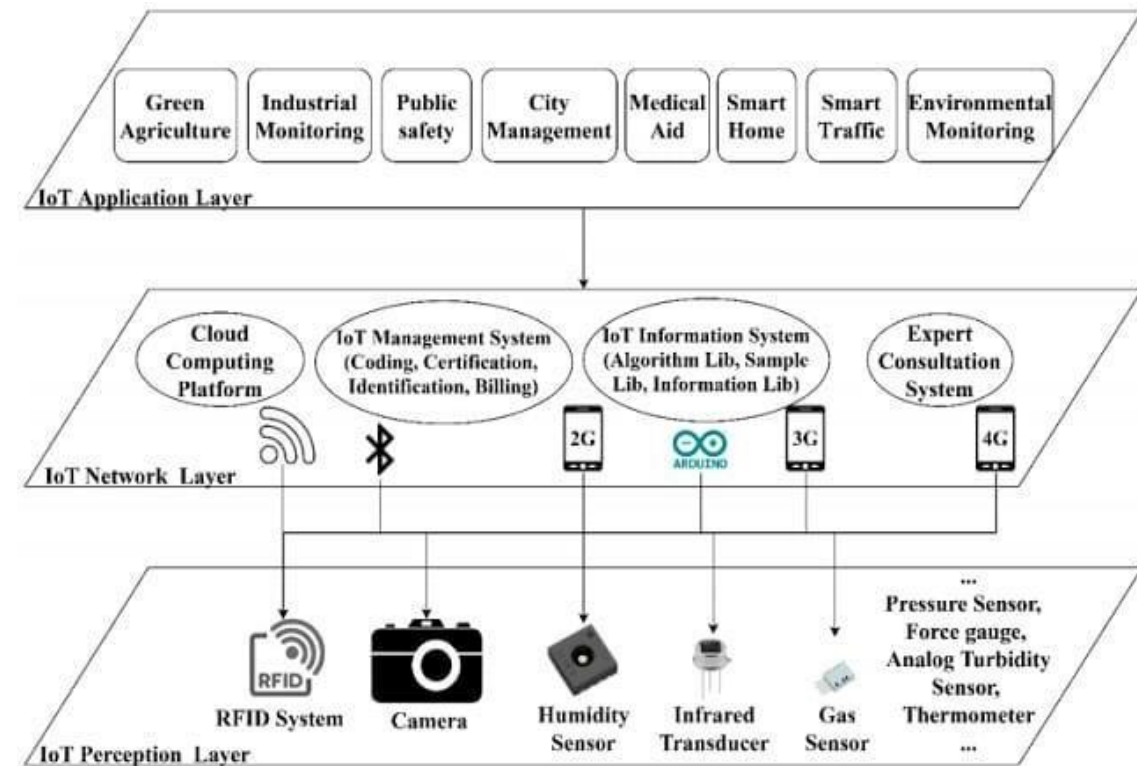 Green
Agriculture
Industrial
Monitoring
Public
safety
City
Management
Medical
Aid
Smart
Home
Smart
Traffic
Environmental
Monitoring
IoT Application Layer
Cloud
Computing
Platform
IoT Management System
(Coding, Certification,
Identification, Billing)
IoT Information System
(Algorithm Lib, Sample
Lib, Information Lib)
Expert
Consultation
System
2G
ARDUINO
3G
4G
IoT Network Layer
RFID
RFID System
Camera
Humidity
Sensor
Infrared
Transducer
Gas
Sensor
...
Pressure Sensor,
Force gauge,
Analog Turbidity
Sensor,
Thermometer
...
IoT Perception Layer